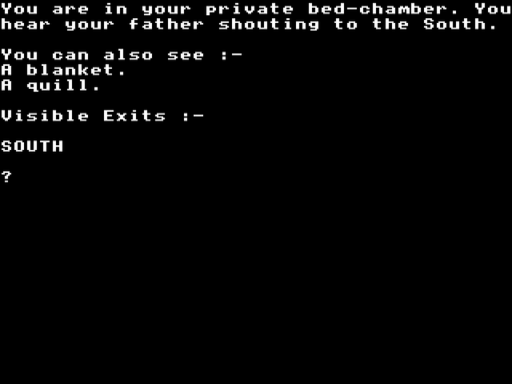 You are in your private bed-chamber. You
hear your father shouting to the South.
You can also see :-
A blanket.
A quill.
Visible Exits :-
SOUTH
?